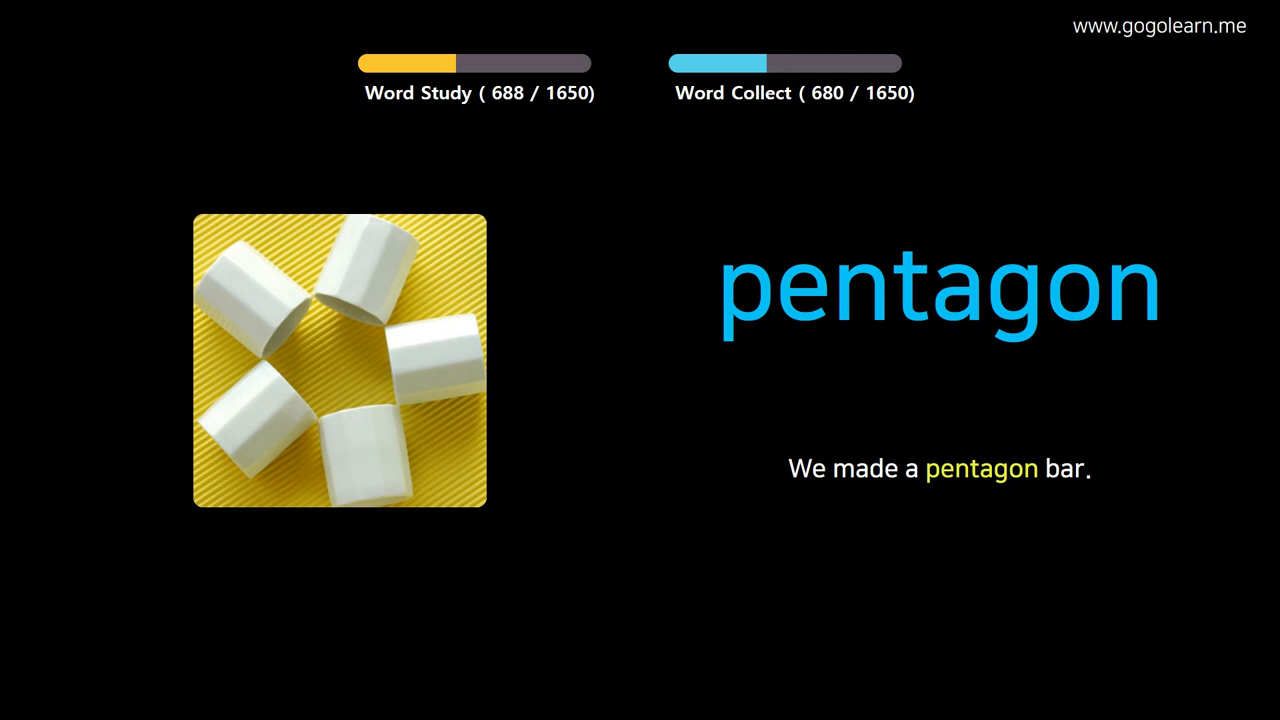 www.gogolearn.me
Word Study ( 688 / 1650)
Word Collect ( 680 / 1650)
pentagon
We made a pentagon bar.